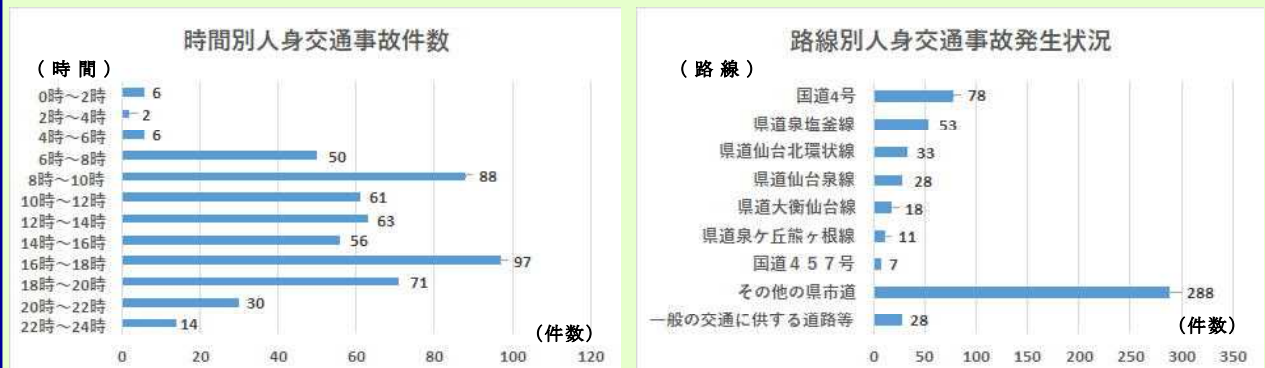 時間別人身交通事故件数
(時間)
0時～2時 6
2時～4時 2
4時～6時 6
6時～8時 50
8時～10時 88
10時～12時 61
12時～14時 63
14時～16時 56
16時～18時 97
18時～20時 71
20時～22時 30
22時～24時 14
(件数)
0 20 40 60 80 100 120
路線別人身交通事故発生状況
(路線)
国道4号 78
県道泉塩釜線 53
県道仙台北環状線 33
県道仙台泉線 28
県道大衡仙台線 18
県道泉ケ丘熊ヶ根線 11
国道４５７号 7
その他の県市道 288
一般の交通に供する道路等 28
(件数)
0 50 100 150 200 250 300 350